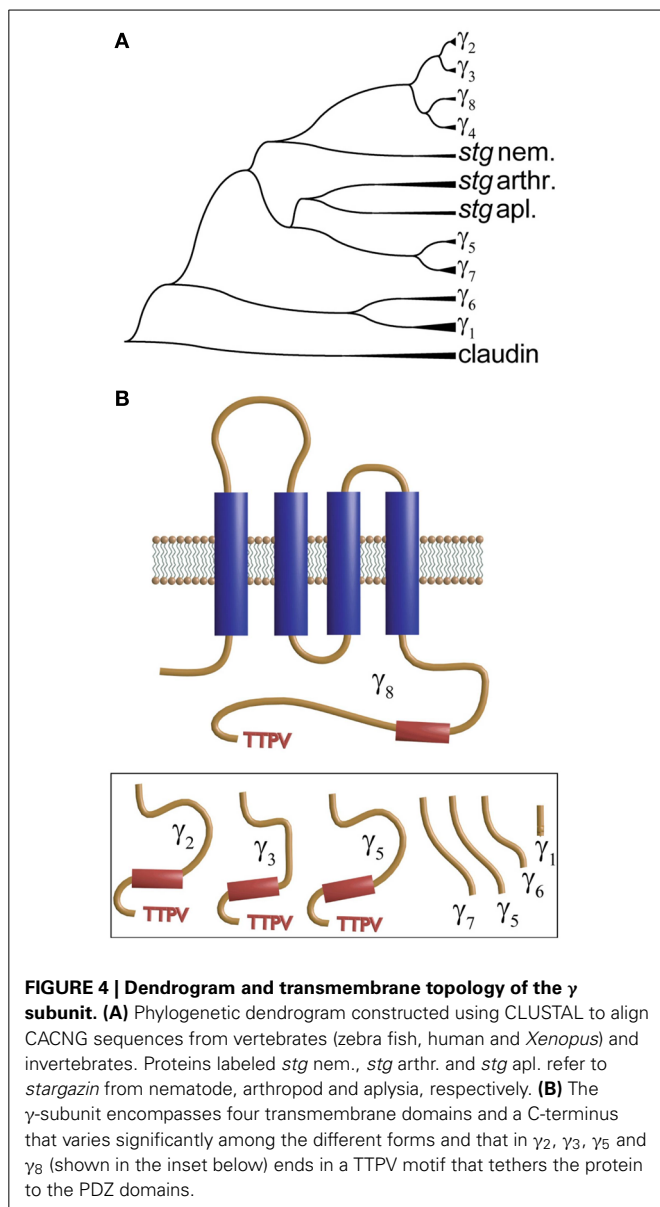 A
γ2
γ3
γ8
γ4
stg nem.
stg arthr.
stg apl.
γ5
γ7
γ6
γ1
claudin
B
γ8
TTPV
γ2
TTPV
γ3
TTPV
γ5
TTPV
γ7
γ5
γ6
γ1
FIGURE 4 | Dendrogram and transmembrane topology of the γ
subunit. (A) Phylogenetic dendrogram constructed using CLUSTAL to align
CACNG sequences from vertebrates (zebra fish, human and Xenopus) and
invertebrates. Proteins labeled stg nem., stg arthr. and stg apl. refer to
stargazin from nematode, arthropod and aplysia, respectively. (B) The
γ-subunit encompasses four transmembrane domains and a C-terminus
that varies significantly among the different forms and that in γ2, γ3, γ5 and
γ8 (shown in the inset below) ends in a TTPV motif that tethers the protein
to the PDZ domains.